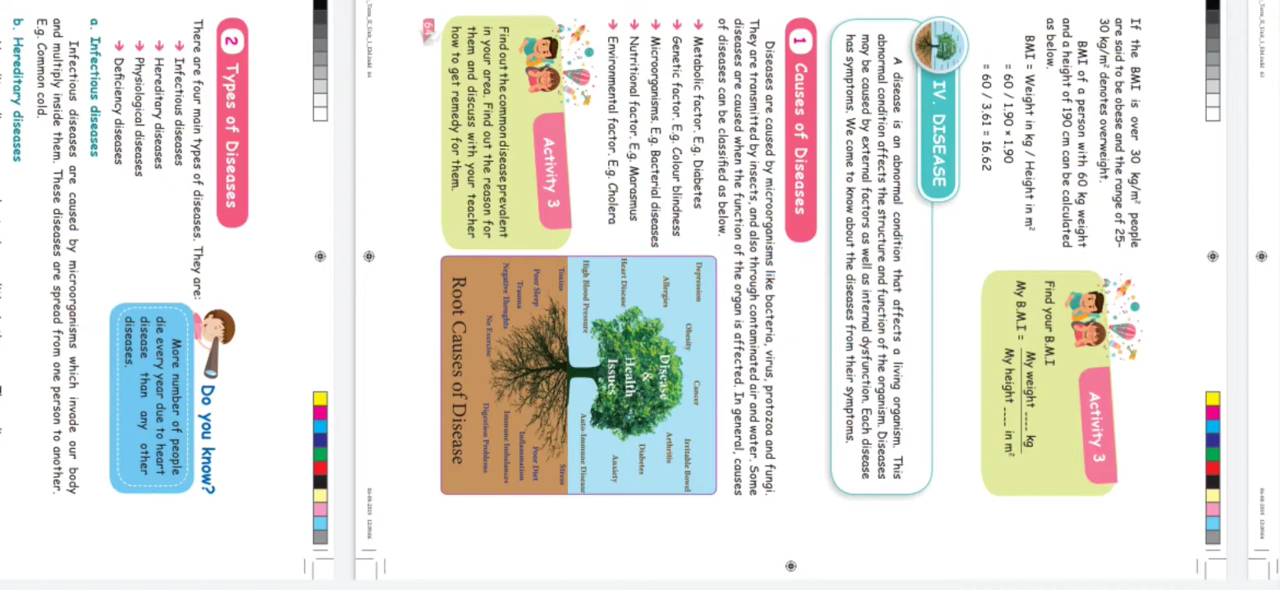 If the BMI is over 30 kg/m² people
are said to be obese and the range of 25-
30 kg/m² denotes overweight.
BMI of a person with 60 kg weight
and a height of 190 cm can be calculated
as below.
BMI = Weight in kg / Height in m²
= 60 / 1.90 × 1.90
= 60 / 3.61 = 16.62
Activity 3
Find your B.M.I
My B.M.I = My weight ---- kg
My height ---- in m²
IV. DISEASE
A disease is an abnormal condition that affects a living organism. This
abnormal condition affects the structure and function of the organism. Diseases
may be caused by external factors as well as internal dysfunction. Each disease
has symptoms. We come to know about the diseases from their symptoms.
1 Causes of Diseases
Diseases are caused by microorganisms like bacteria, virus, protozoa and fungi.
They are transmitted by insects, and also through contaminated air and water. Some
diseases are caused when the function of the organ is affected. In general, causes
of diseases can be classified as below.
➔ Metabolic factor. E.g. Diabetes
➔ Genetic factor. E.g. Colour blindness
➔ Microorganisms. E.g. Bacterial diseases
➔ Nutritional factor. E.g. Marasmus
➔ Environmental factor. E.g. Cholera
Activity 3
Find out the common disease prevalent
in your area. Find out the reason for
them and discuss with your teacher
how to get remedy for them.
Depression
Obesity
Cancer
Irritable Bowel
Allergies
Arthritis
Heart Disease
Diabetes
High Blood Pressure
Anxiety
Auto Immune Disease
Disease
&
Health
Issues
Toxins
Stress
Poor Sleep
Poor Diet
Trauma
Inflammation
Negative Thoughts
Immune Imbalances
No Exercise
Digestion Problems
Root Causes of Disease
64
2 Types of Diseases
There are four main types of diseases. They are:
➔ Infectious diseases
➔ Hereditary diseases
➔ Physiological diseases
➔ Deficiency diseases
Do you know?
More number of people
die every year due to heart
disease than any other
diseases.
a. Infectious diseases
Infectious diseases are caused by microorganisms which invade our body
and multiply inside them. These diseases are spread from one person to another.
E.g. Common cold.
b. Hereditary diseases